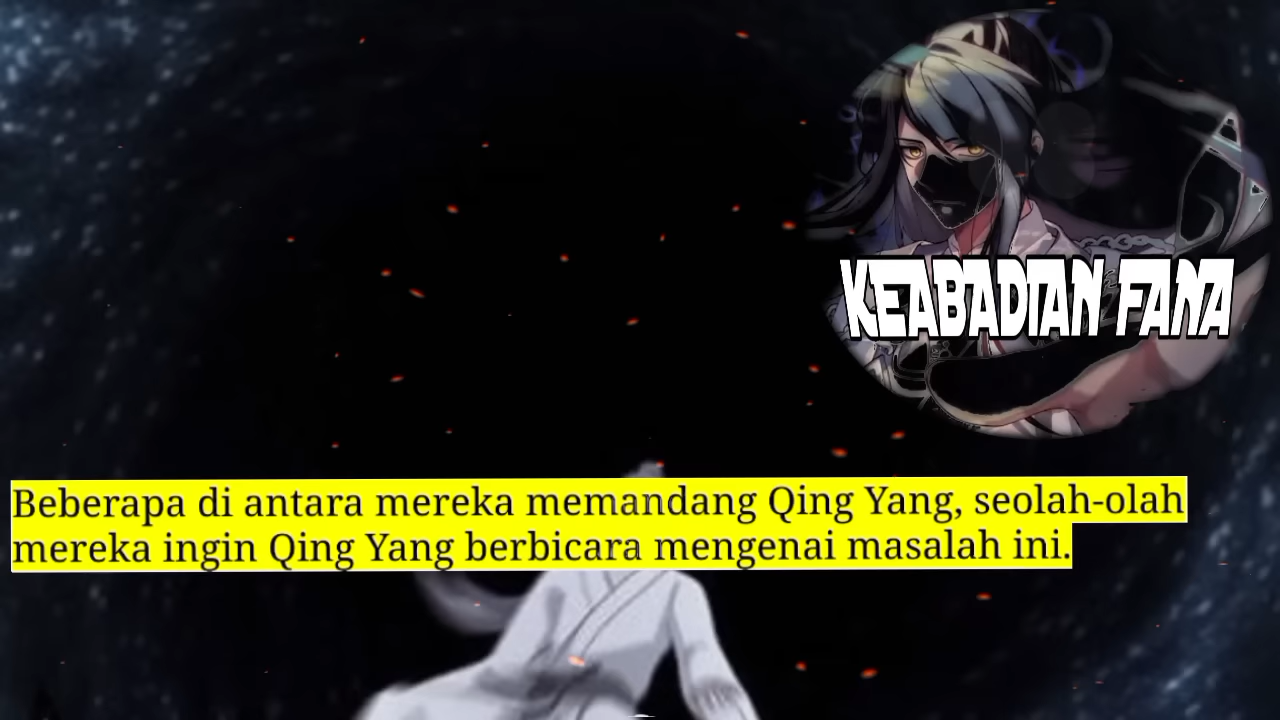 KEABADIAN FANA
Beberapa di antara mereka memandang Qing Yang, seolah-olah
mereka ingin Qing Yang berbicara mengenai masalah ini.